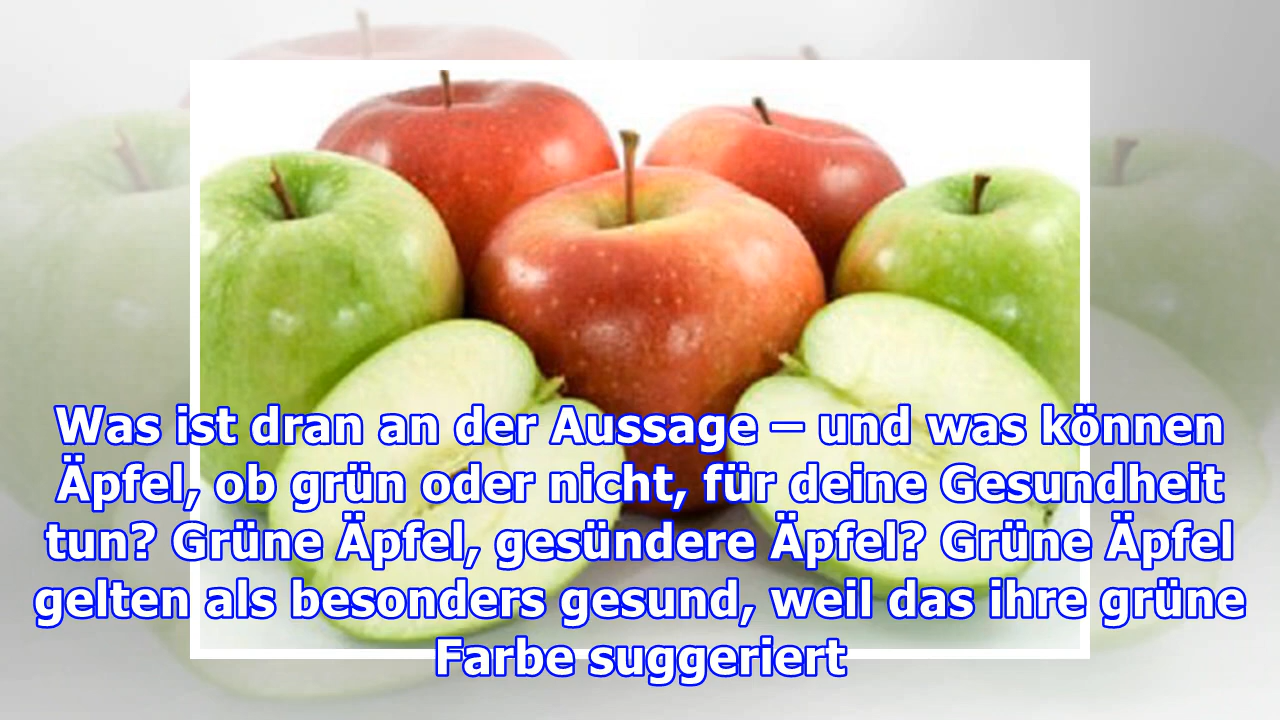 Was ist dran an der Aussage – und was können
Äpfel, ob grün oder nicht, für deine Gesundheit
tun? Grüne Äpfel, gesündere Äpfel? Grüne Äpfel
gelten als besonders gesund, weil das ihre grüne
Farbe suggeriert